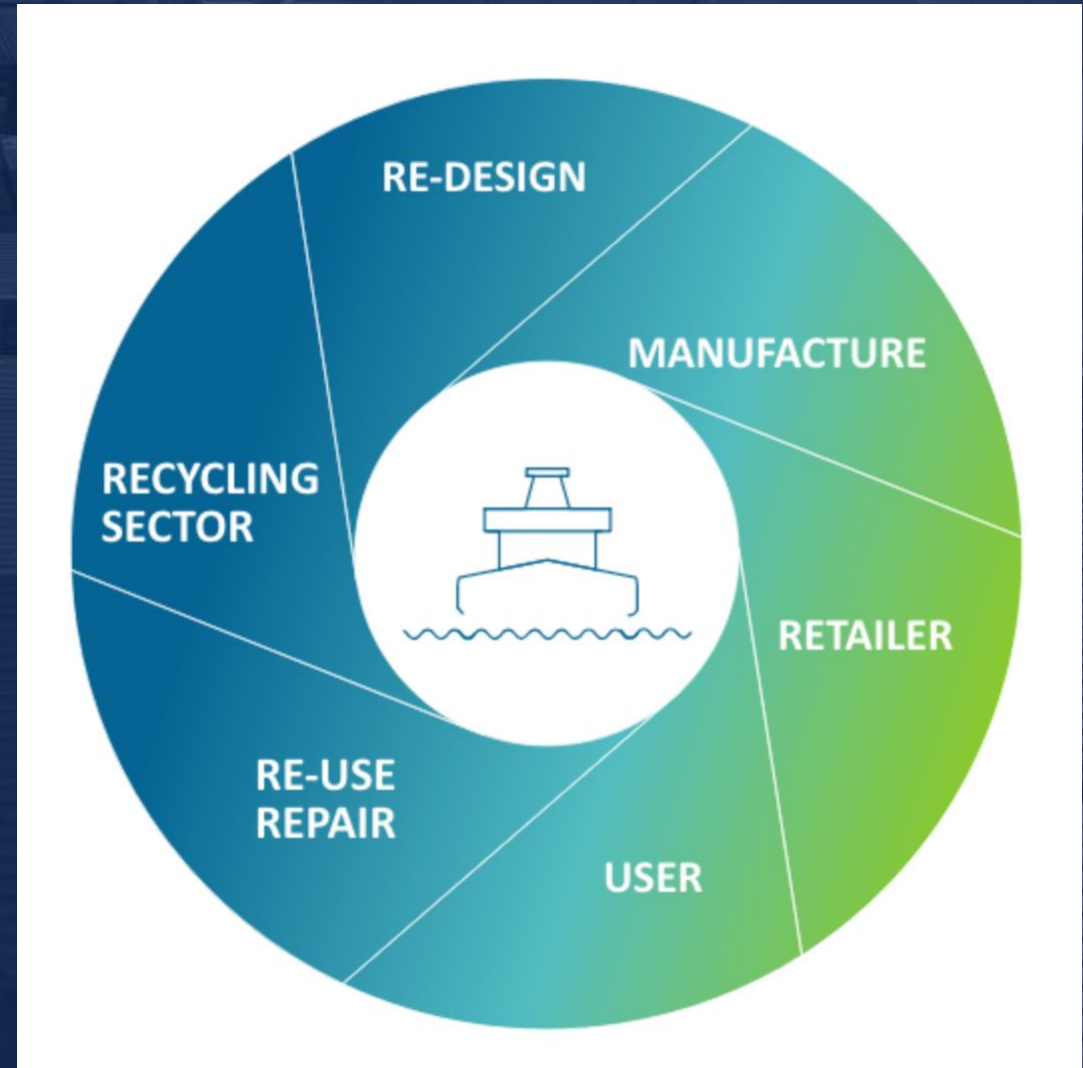 RE-DESIGN
MANUFACTURE
RETAILER
USER
RE-USE
REPAIR
RECYCLING
SECTOR